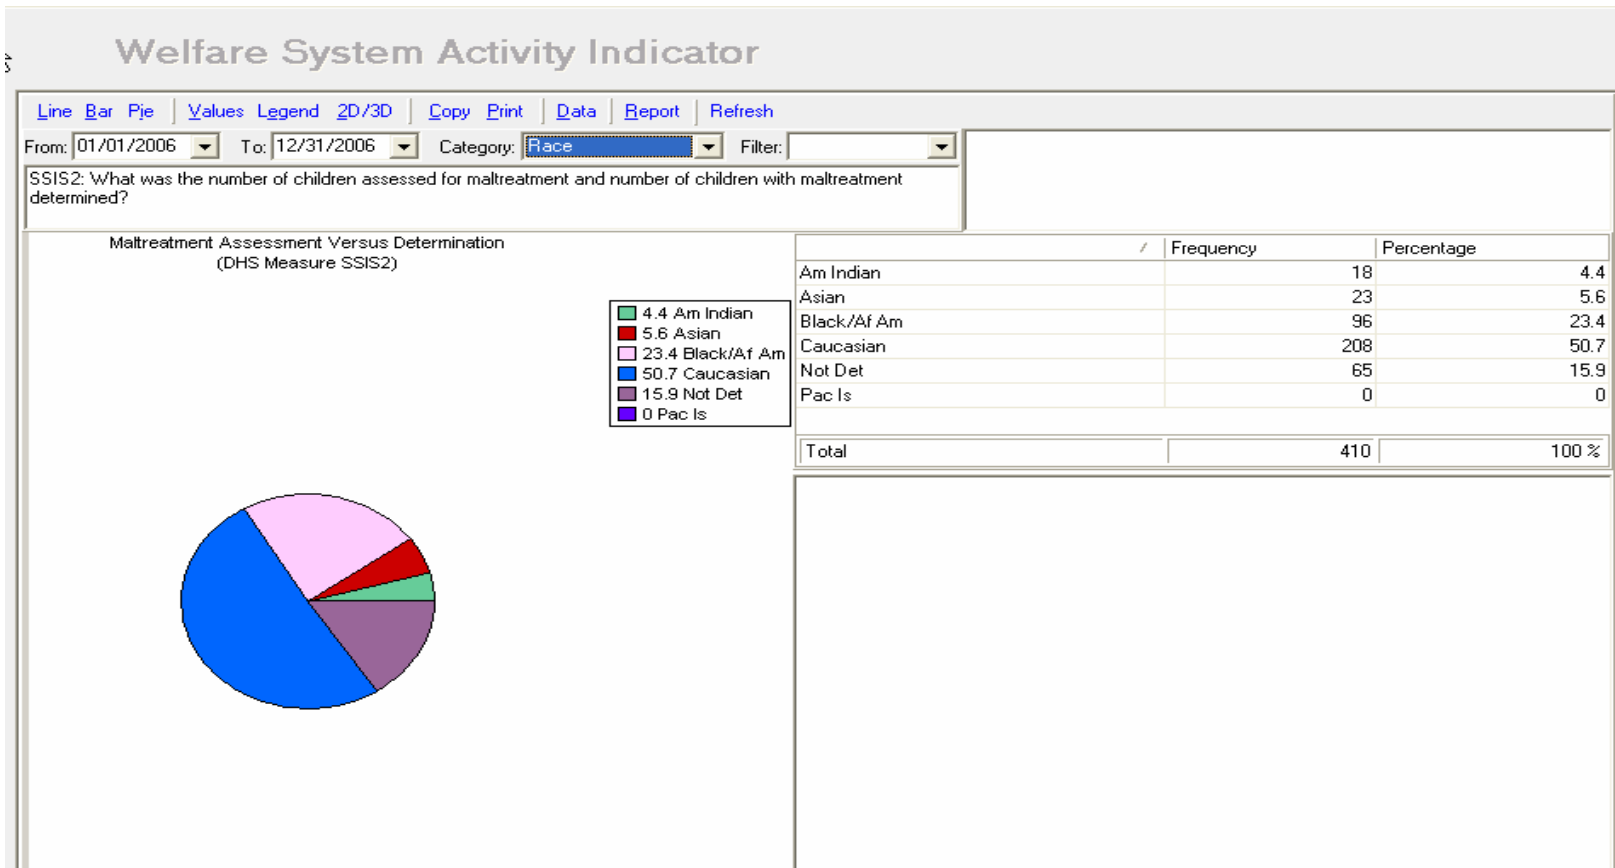 Welfare System Activity Indicator
Line Bar Pie Values Legend 2D/3D Copy Print Data Report Refresh
From: 01/01/2006 To: 12/31/2006 Category: Race Filter:
SSIS2: What was the number of children assessed for maltreatment and number of children with maltreatment
determined?
Maltreatment Assessment Versus Determination
(DHS Measure SSIS2)
4.4 Am Indian
5.6 Asian
23.4 Black/Af Am
50.7 Caucasian
15.9 Not Det
0 Pac Is
Frequency Percentage
Am Indian 18 4.4
Asian 23 5.6
Black/Af Am 96 23.4
Caucasian 208 50.7
Not Det 65 15.9
Pac Is 0 0
Total 410 100 %